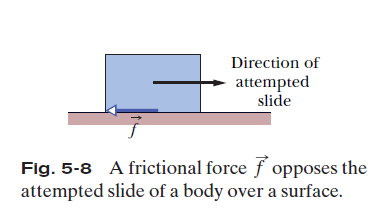 Direction of
attempted
slide
f
Fig. 5-8 A frictional force f opposes the
attempted slide of a body over a surface.